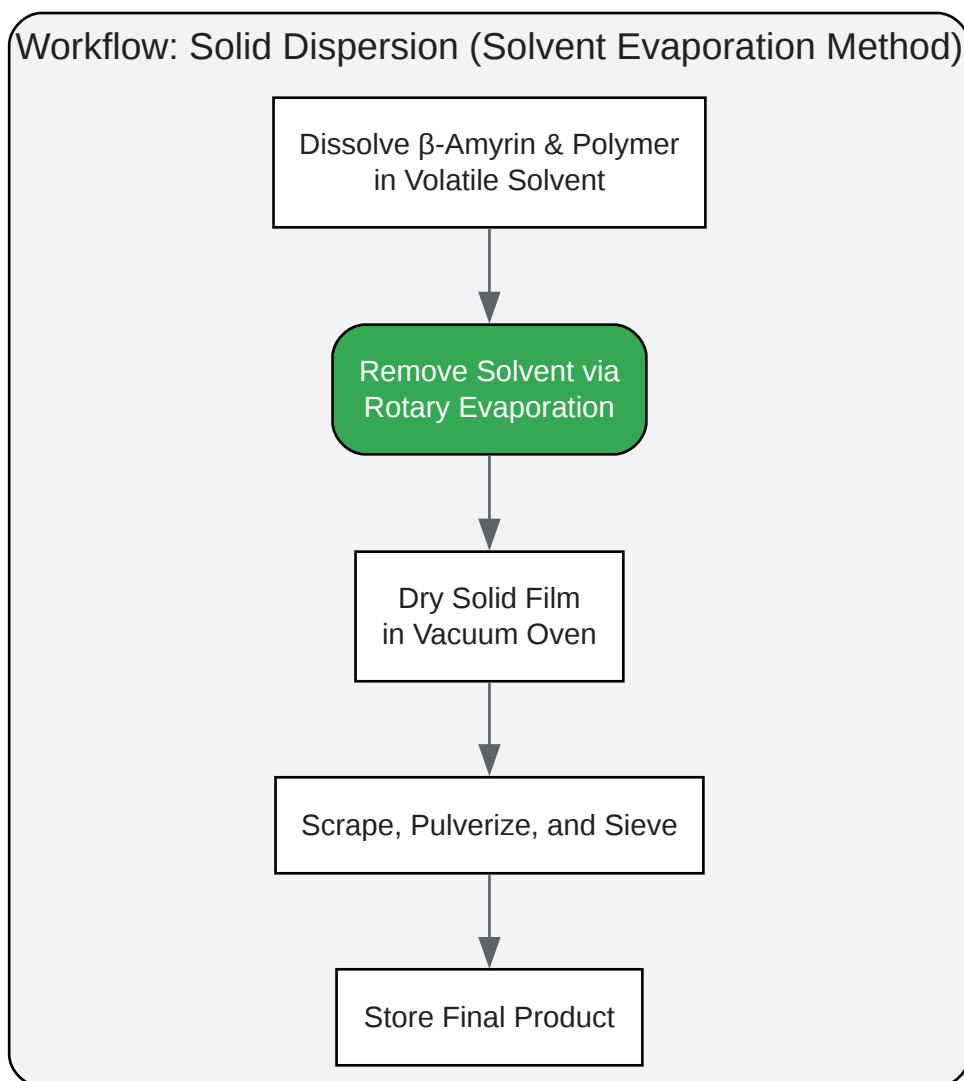 Workflow: Solid Dispersion (Solvent Evaporation Method)
Dissolve β-Amyrin & Polymer
in Volatile Solvent
Remove Solvent via
Rotary Evaporation
Dry Solid Film
in Vacuum Oven
Scrape, Pulverize, and Sieve
Store Final Product